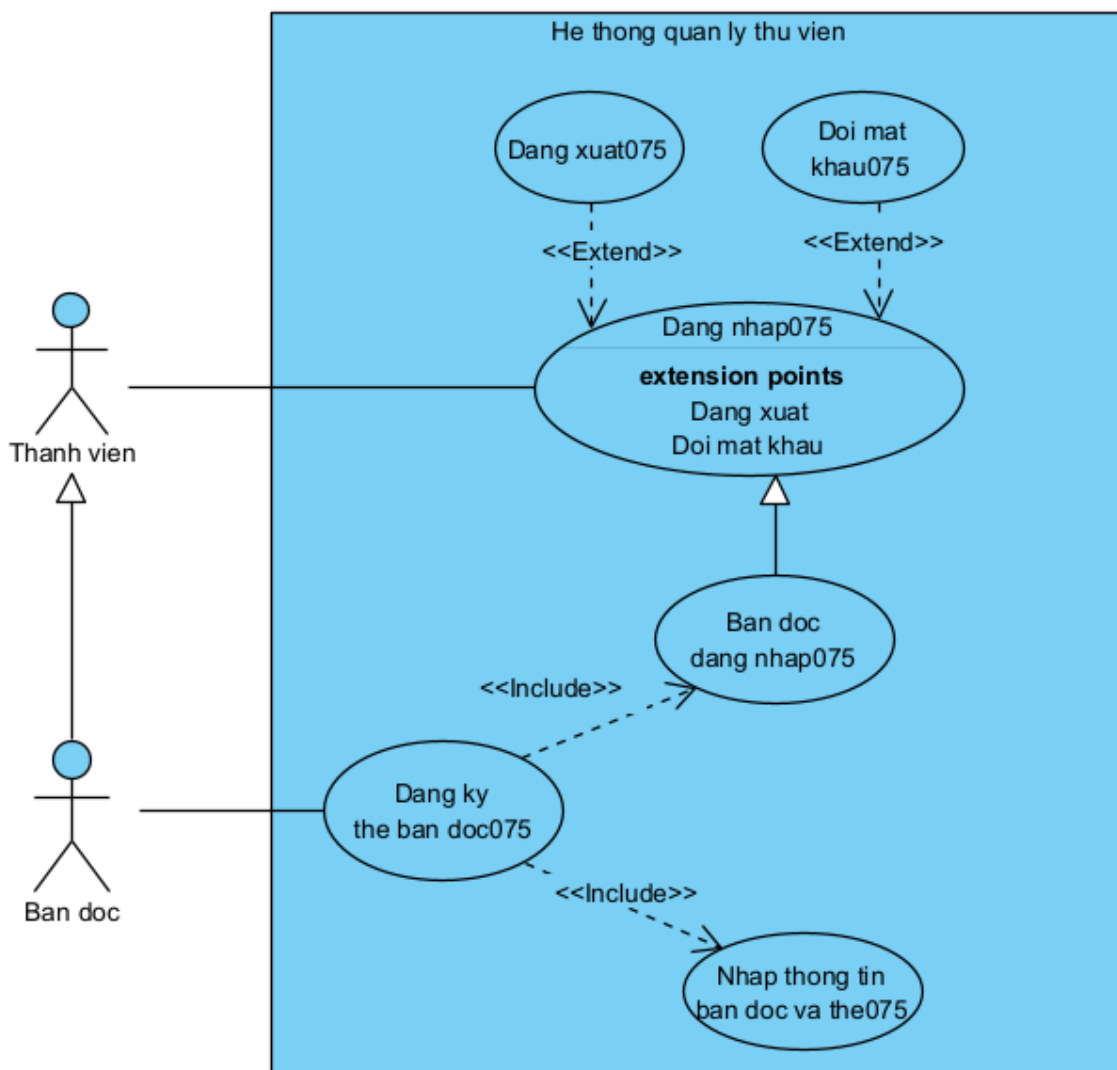 He thong quan ly thu vien
Dang xuat075
Doi mat
khau075
<<Extend>>
<<Extend>>
Dang nhap075
extension points
Dang xuat
Doi mat khau
Thanh vien
Ban doc
dang nhap075
<<Include>>
Dang ky
the ban doc075
<<Include>>
Ban doc
Nhap thong tin
ban doc va the075